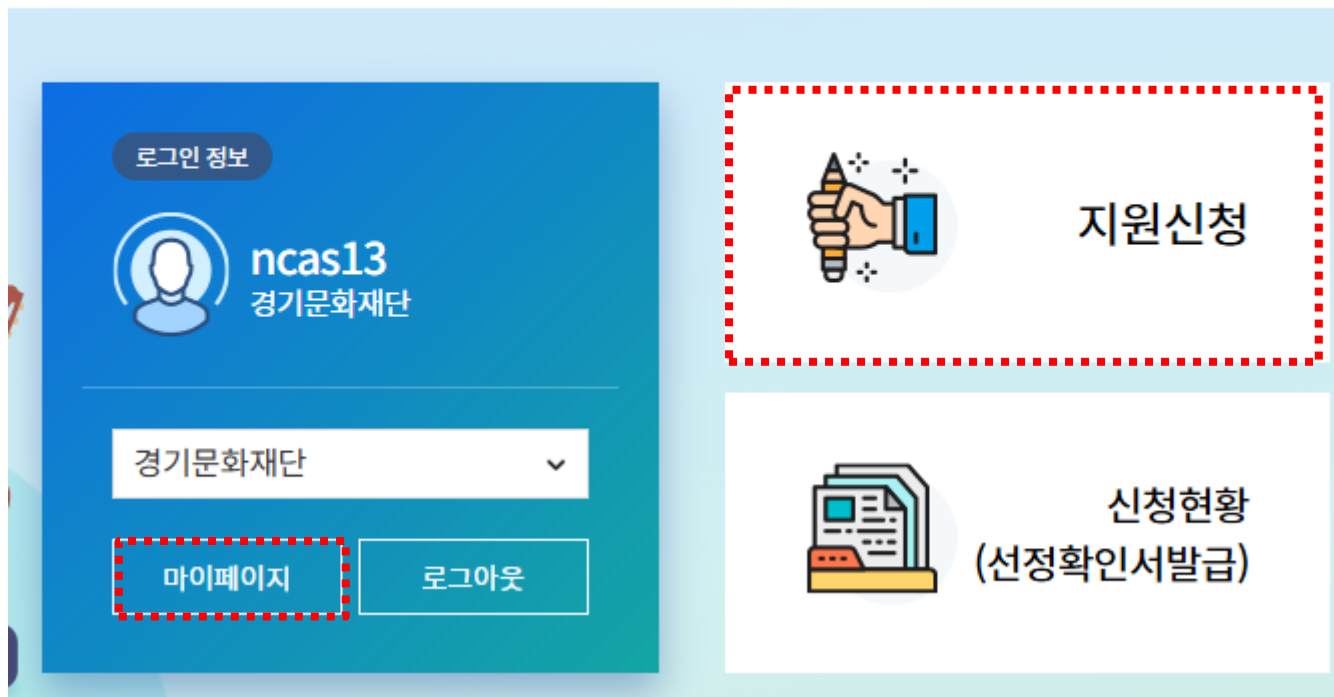 로그인 정보
ncas13
경기문화재단
경기문화재단
마이페이지
로그아웃
지원신청
신청현황
(선정확인서발급)